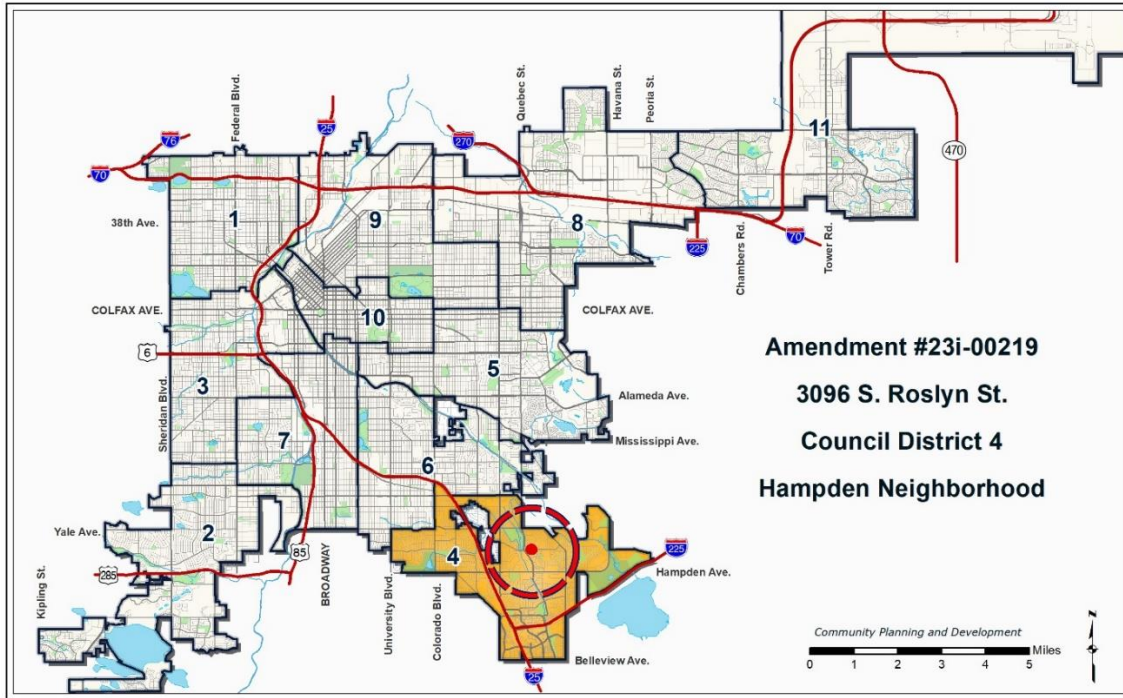 Federal Blvd.
Quebec St.
Havana St.
Peoria St.
76
25
270
70
11
470
38th Ave.
1
9
8
225
Chambers Rd.
70
Tower Rd.
COLFAX AVE.
COLFAX AVE.
10
6
Sheridan Blvd.
3
5
Alameda Ave.
7
Mississippi Ave.
6
Amendment #23i-00219
3096 S. Roslyn St.
Council District 4
Hampden Neighborhood
Yale Ave.
2
85
BROADWAY
285
Kipling St.
University Blvd.
Colorado Blvd.
4
225
Hampden Ave.
Belleview Ave.
25
N
Community Planning and Development
Miles
0 1 2 3 4 5